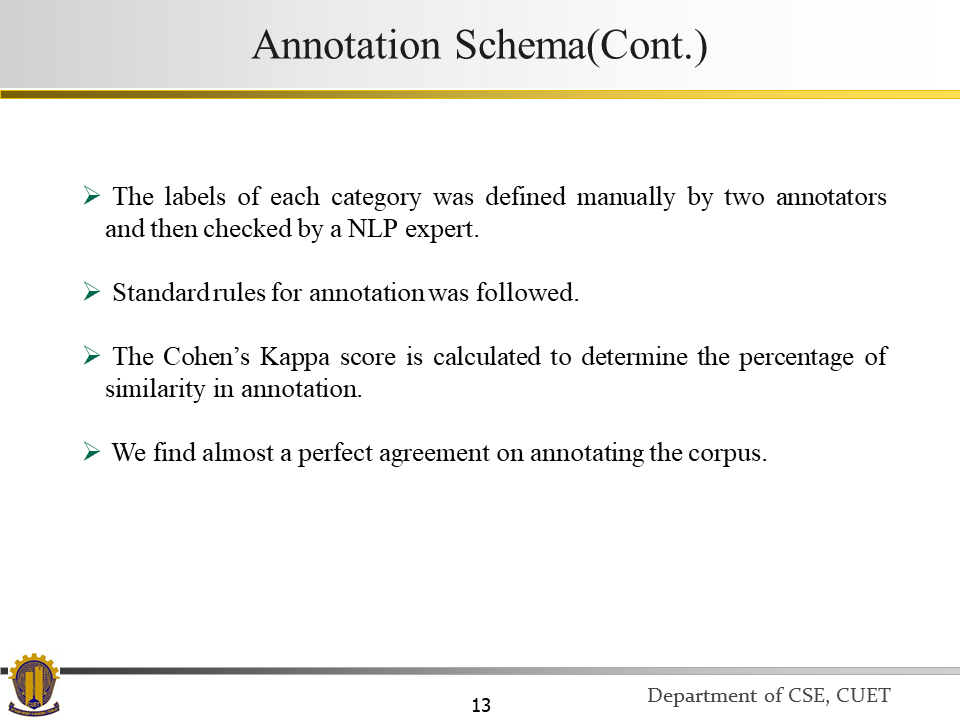 Annotation Schema(Cont.)
➢ The labels of each category was defined manually by two annotators
and then checked by a NLP expert.
➢ Standard rules for annotation was followed.
➢ The Cohen’s Kappa score is calculated to determine the percentage of
similarity in annotation.
➢ We find almost a perfect agreement on annotating the corpus.
CUET
13
Department of CSE, CUET